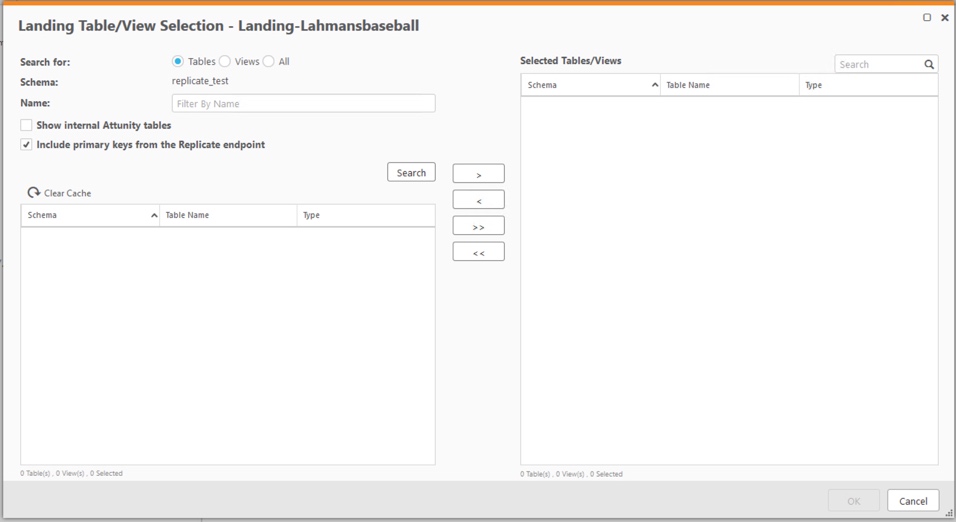 Landing Table/View Selection - Landing-Lahmansbaseball
Search for: Tables Views All
Schema: replicate_test
Name: Filter By Name
Show internal Attunity tables
Include primary keys from the Replicate endpoint
Search
Clear Cache
Schema Table Name Type
0 Table(s) , 0 View(s) , 0 Selected
>
<
>>
<<
Selected Tables/Views Search
Schema Table Name Type
0 Table(s) , 0 View(s) , 0 Selected
OK Cancel